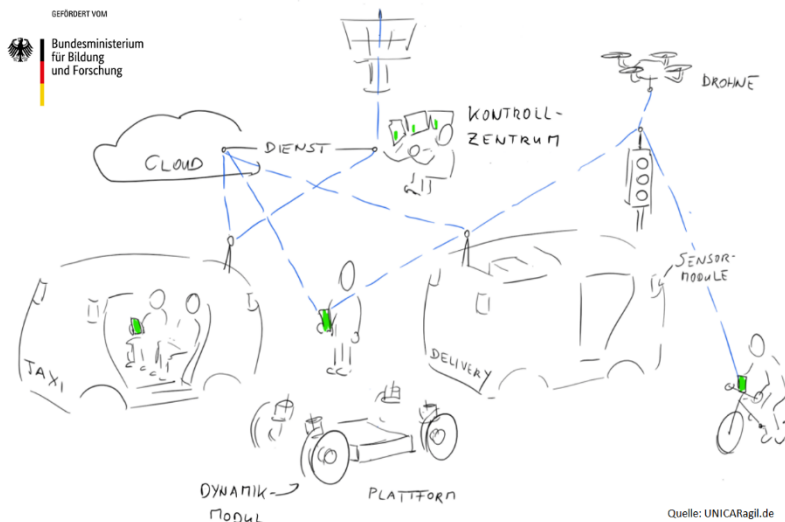 GEFÖRDERT VOM
Bundesministerium
für Bildung
und Forschung
DROHNE
KONTROLL-
ZENTRUM
DIENST
CLOUD
SENSOR-
MODULE
TAXI
DELIVERY
DYNAMIK-
MODUL
PLATTFORM
Quelle: UNICARagil.de